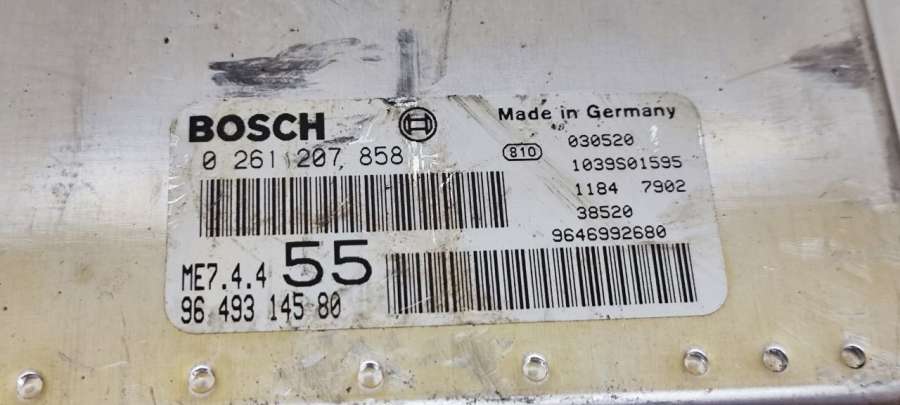 BOSCH
0 261 207 858
Made in Germany
810
030520
1039S01595
1184 7902
38520
9646992680
ME7.4.4 55
96 493 145 80